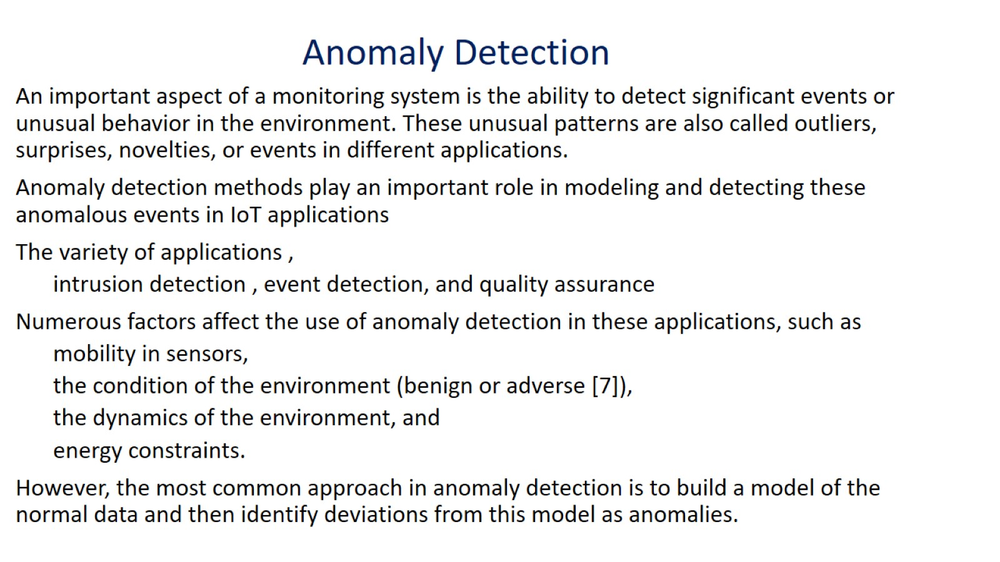 Anomaly Detection
An important aspect of a monitoring system is the ability to detect significant events or
unusual behavior in the environment. These unusual patterns are also called outliers,
surprises, novelties, or events in different applications.
Anomaly detection methods play an important role in modeling and detecting these
anomalous events in IoT applications
The variety of applications ,
intrusion detection , event detection, and quality assurance
Numerous factors affect the use of anomaly detection in these applications, such as
mobility in sensors,
the condition of the environment (benign or adverse [7]),
the dynamics of the environment, and
energy constraints.
However, the most common approach in anomaly detection is to build a model of the
normal data and then identify deviations from this model as anomalies.